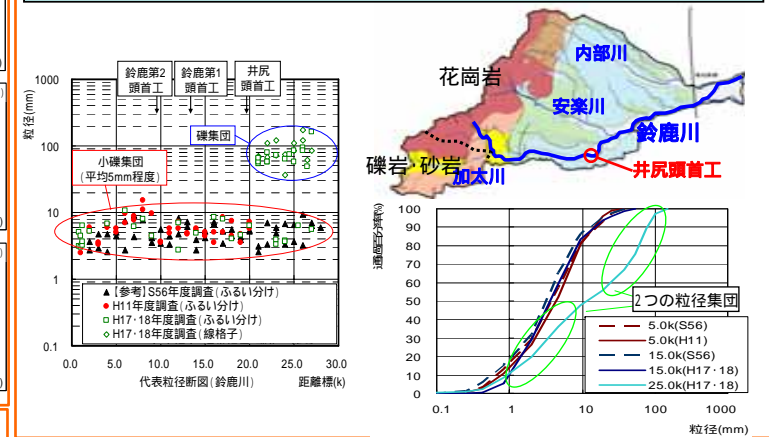 鈴鹿第2
頭首工
鈴鹿第1
頭首工
井尻
頭首工
粒径(mm)
1000
100
10
1
0.1
礫集団
小礫集団
(平均5mm程度)
▲【参考】S56年度調査(ふるい分け)
● H11年度調査(ふるい分け)
□ H17・18年度調査(ふるい分け)
◇ H17・18年度調査(線格子)
0.0 5.0 10.0 15.0 20.0 25.0 30.0
代表粒径断図(鈴鹿川) 距離標(k)
花崗岩
内部川
安楽川
鈴鹿川
礫岩・砂岩
加太川
井尻頭首工
通過百分率(%)
100
90
80
70
60
50
40
30
20
10
0
2つの粒径集団
5.0k(S56)
5.0k(H11)
15.0k(S56)
15.0k(H17・18)
25.0k(H17・18)
0.1 1 10 100 1000
粒径(mm)